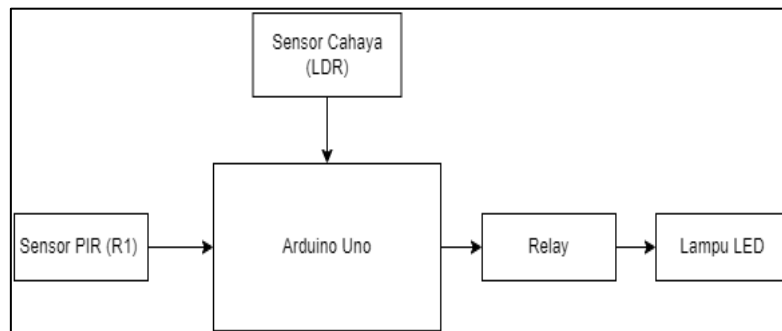 Sensor Cahaya
(LDR)
Sensor PIR (R1)
Arduino Uno
Relay
Lampu LED